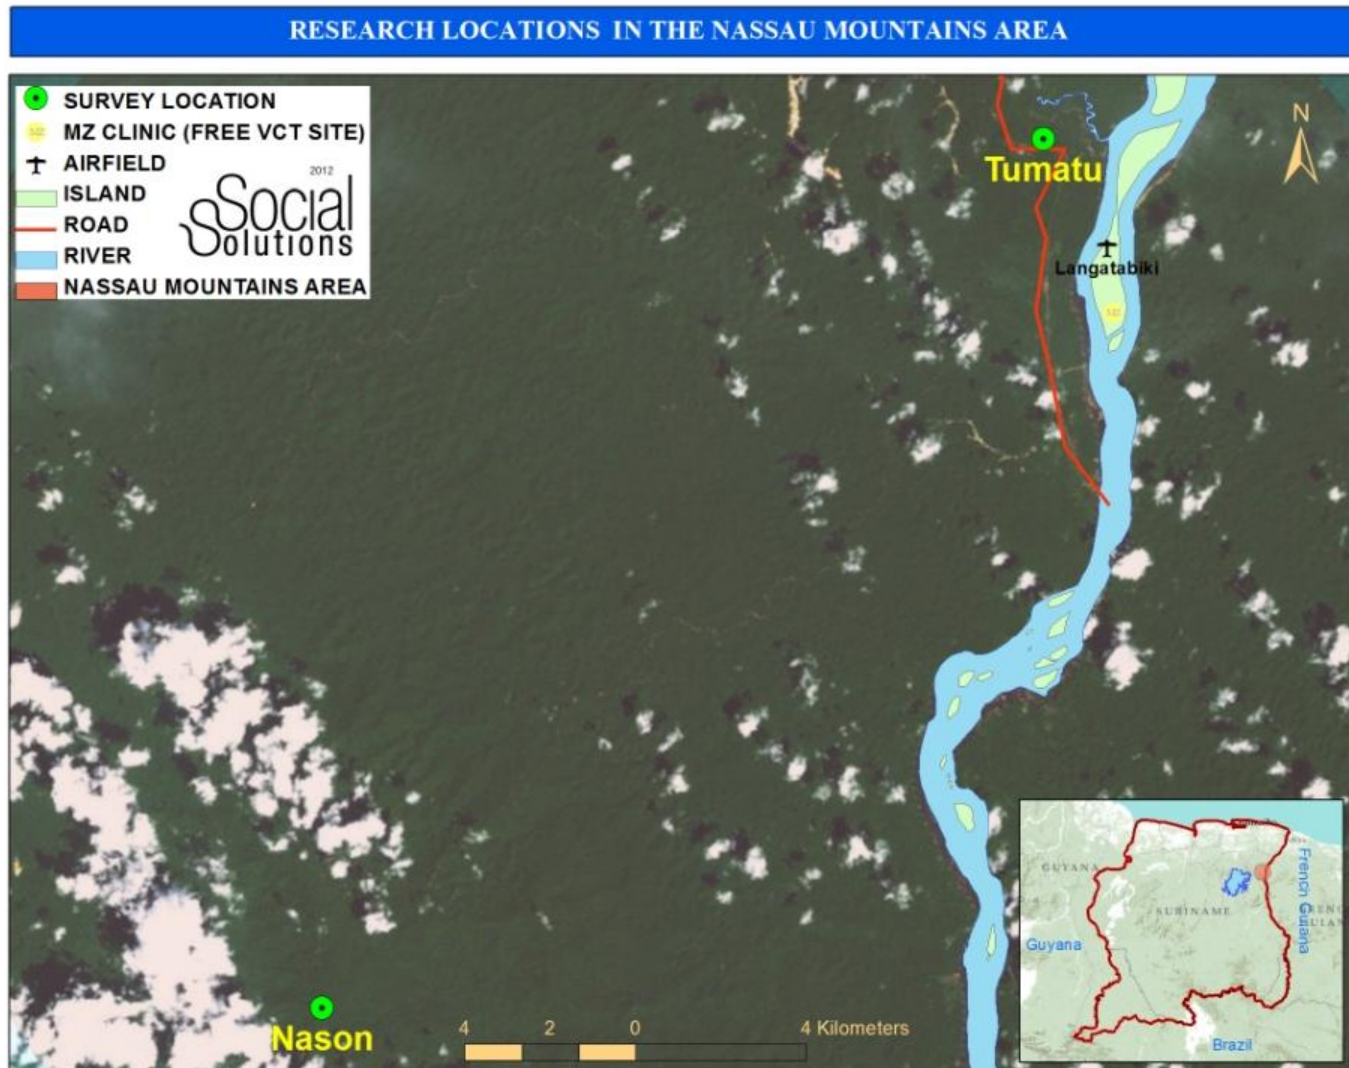 RESEARCH LOCATIONS IN THE NASSAU MOUNTAINS AREA
SURVEY LOCATION
MZ CLINIC (FREE VCT SITE)
AIRFIELD
ISLAND
ROAD
RIVER
NASSAU MOUNTAINS AREA
2012
Social
Solutions
N
Tumatu
Langatabiki
MZ
Nason
4 2 0 4 Kilometers
GUYANA
SURINAME
French Guiana
Guyana
Brazil